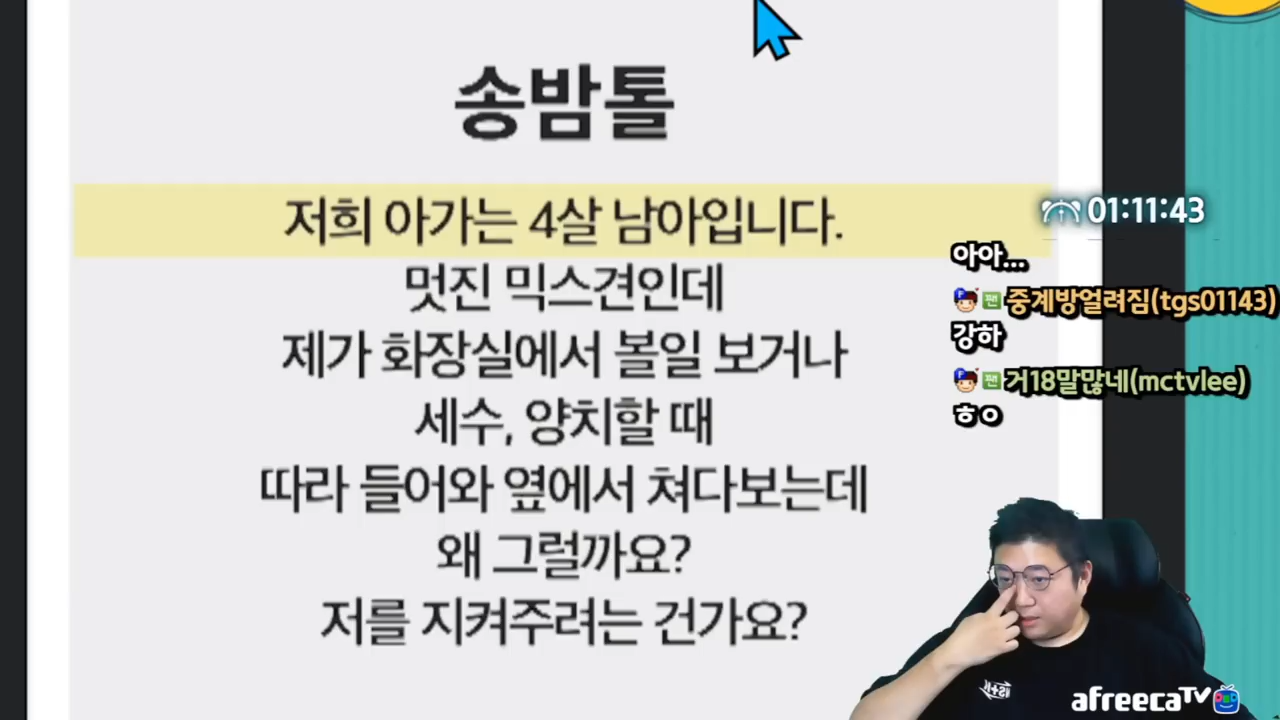 송밤톨
저희 아가는 4살 남아입니다.
멋진 믹스견인데
제가 화장실에서 볼일 보거나
세수, 양치할 때
따라 들어와 옆에서 쳐다보는데
왜 그럴까요?
저를 지켜주려는 건가요?
01:11:43
아아...
중계방얼려짐(tgs01143)
강하
거18말많네(mctvlee)
ㅎㅇ
afreecaTV